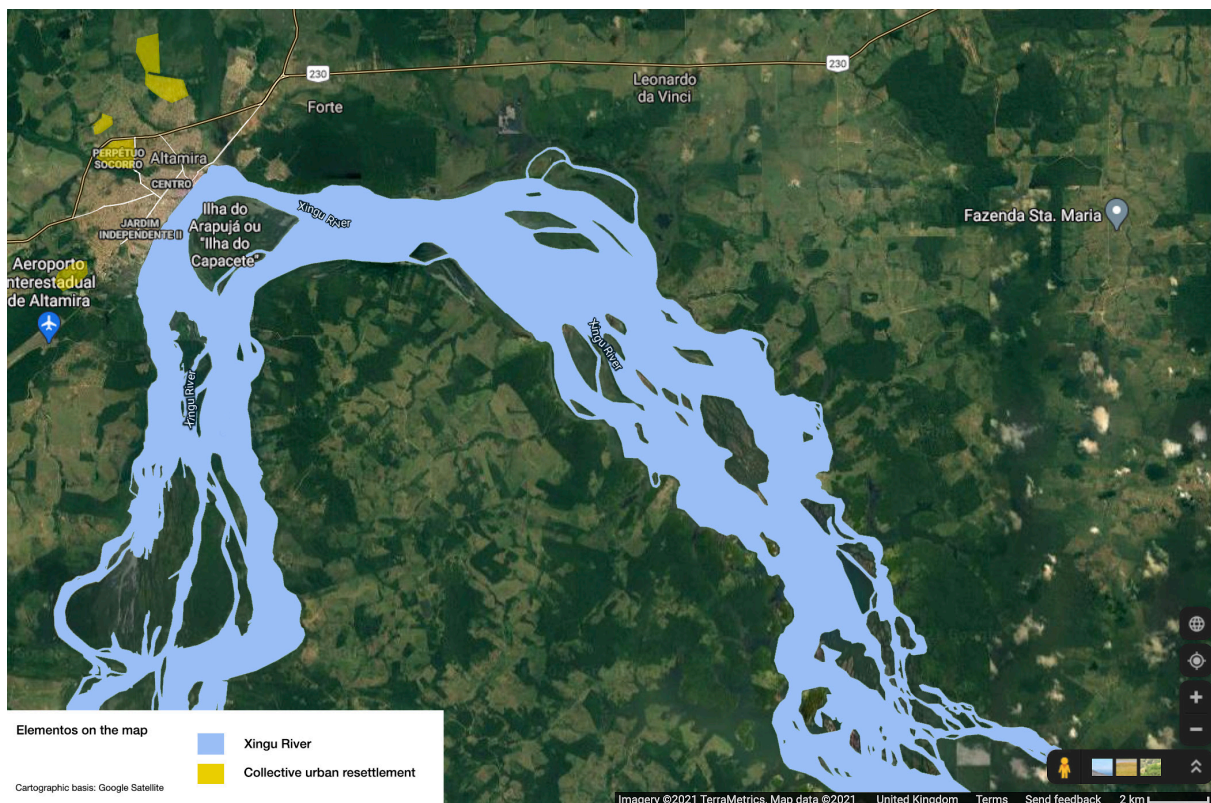 230
230
Leonardo
da Vinci
Forte
PERPÉTUO
SOCORRO
Altamira
CENTRO
Ilha do
Arapujá ou
"Ilha do
Capacete"
Xingu River
JARDIM
INDEPENDENTE II
Fazenda Sta. Maria
Aeroporto
nterestadual
de Altamira
Xingu River
Xingu River
Elementos on the map
Xingu River
Collective urban resettlement
Cartographic basis: Google Satellite
Imagery ©2021 TerraMetrics, Map data ©2021 United Kingdom Terms Send feedback 2 km